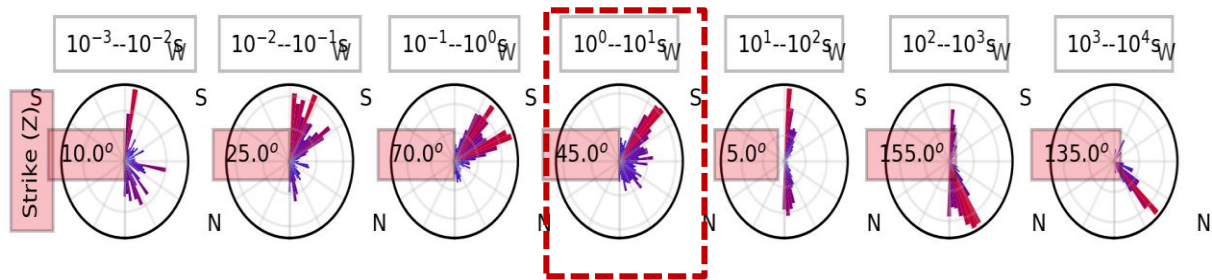 10⁻³--10⁻²s W
10⁻²--10⁻¹s W
10⁻¹--10⁰s W
10⁰--10¹s W
10¹--10²s W
10²--10³s W
10³--10⁴s W
S S S S S S S
Strike (Z)
10.0°
25.0°
70.0°
45.0°
5.0°
155.0°
135.0°
N N N N N N N